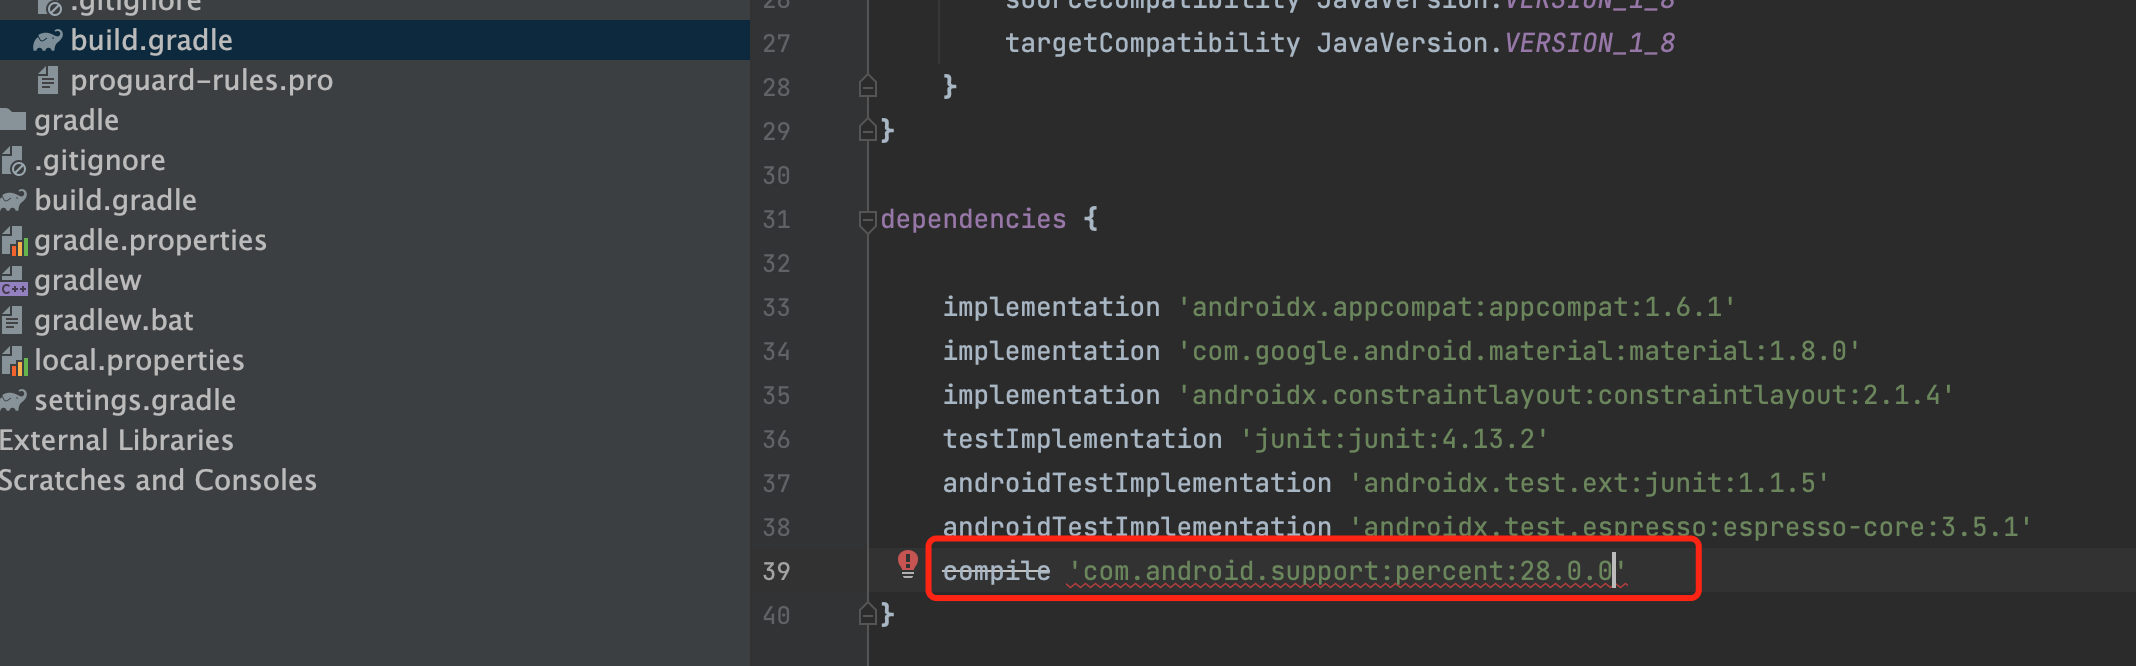 .gitignore
build.gradle
proguard-rules.pro
gradle
.gitignore
build.gradle
gradle.properties
C++ gradlew
gradlew.bat
local.properties
settings.gradle
External Libraries
Scratches and Consoles
26 sourceCompatibility JavaVersion.VERSION_1_8
27 targetCompatibility JavaVersion.VERSION_1_8
28 }
29 }
30
31 dependencies {
32
33 implementation 'androidx.appcompat:appcompat:1.6.1'
34 implementation 'com.google.android.material:material:1.8.0'
35 implementation 'androidx.constraintlayout:constraintlayout:2.1.4'
36 testImplementation 'junit:junit:4.13.2'
37 androidTestImplementation 'androidx.test.ext:junit:1.1.5'
38 androidTestImplementation 'androidx.test.espresso:espresso-core:3.5.1'
39 compile 'com.android.support:percent:28.0.0'
40 }